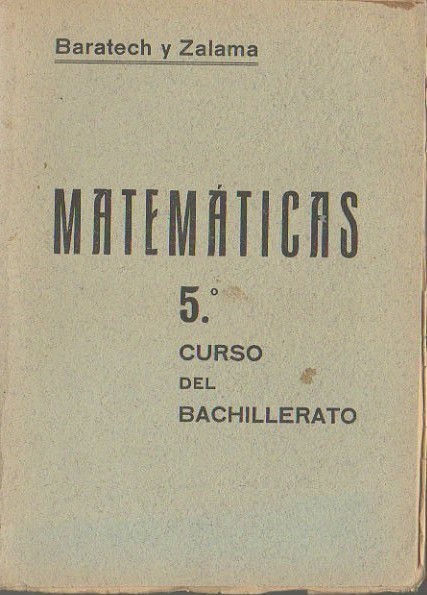 Baratech y Zalama
MATEMÁTICAS
5.º
CURSO
DEL
BACHILLERATO